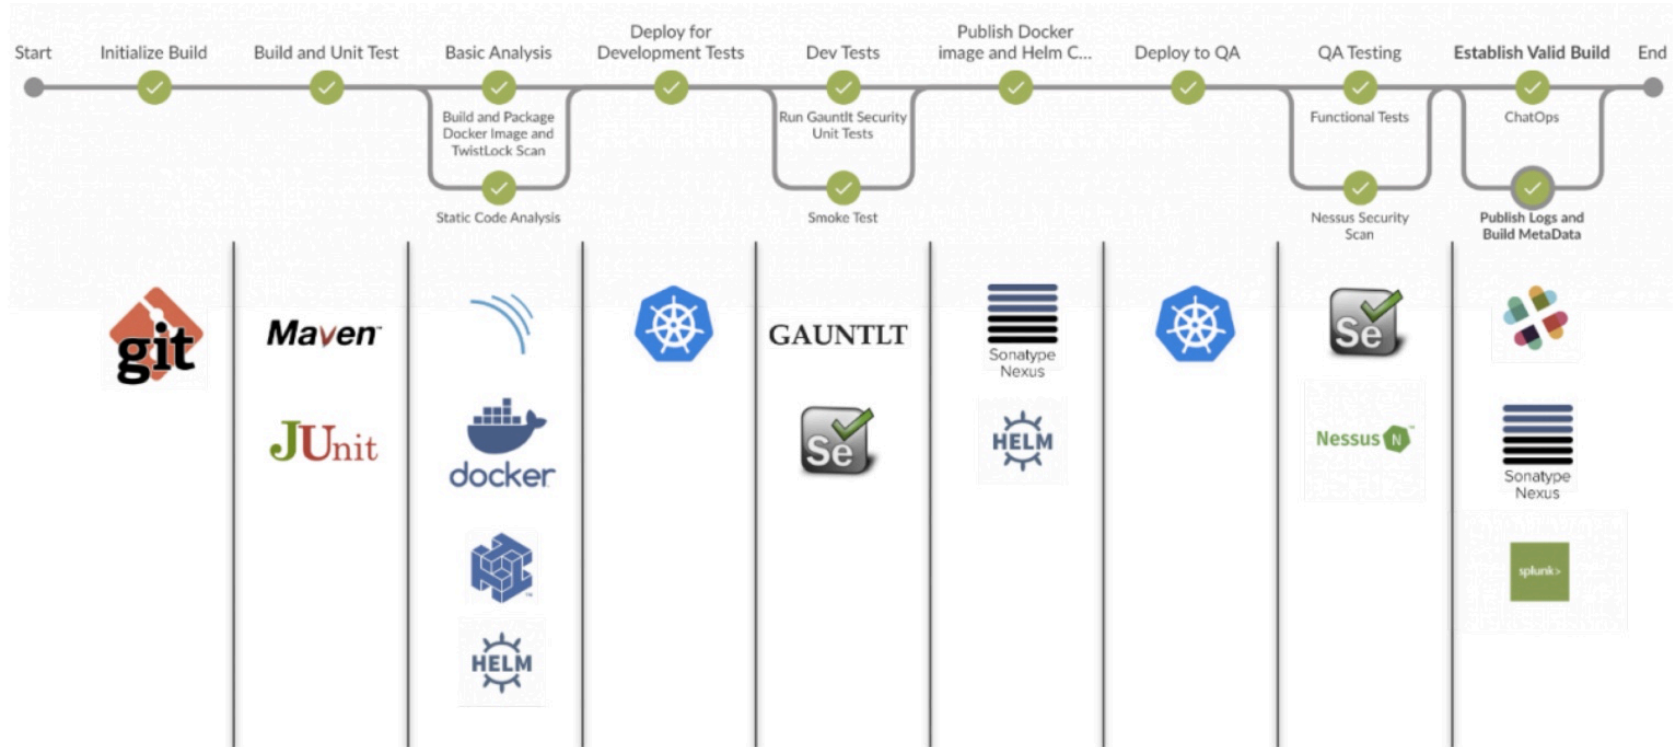 Start
Initialize Build
Build and Unit Test
Basic Analysis
Deploy for
Development Tests
Dev Tests
Publish Docker
image and Helm C...
Deploy to QA
QA Testing
Establish Valid Build
End
Build and Package
Docker Image and
TwistLock Scan
Run Gauntlt Security
Unit Tests
Functional Tests
ChatOps
Static Code Analysis
Smoke Test
Nessus Security
Scan
Publish Logs and
Build MetaData
git
Maven™
JUnit
docker
HELM
GAUNTLT
Se
Sonatype
Nexus
HELM
Se
Nessus N™
Sonatype
Nexus
splunk>